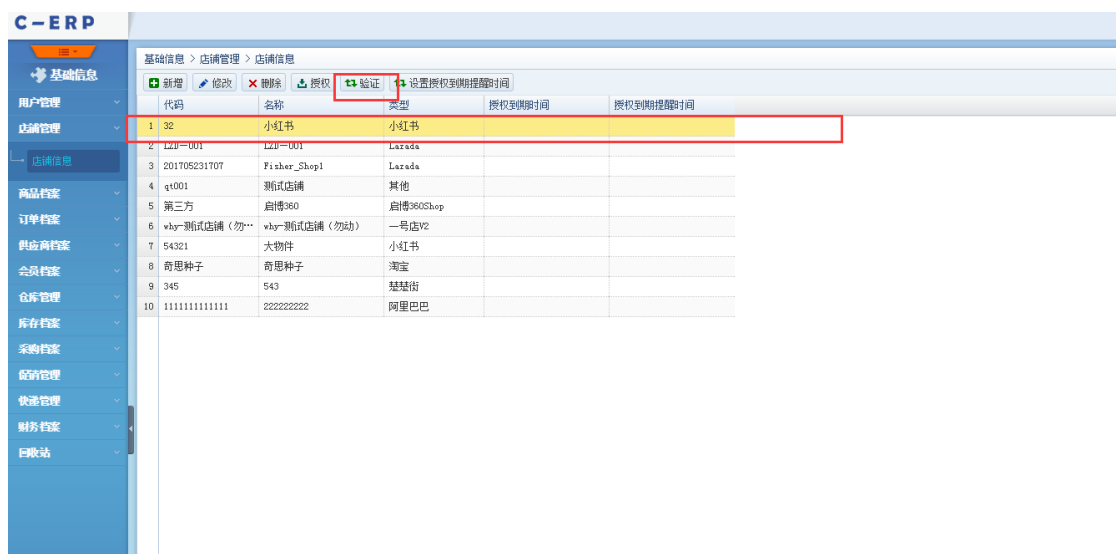 C-ERP
基础信息
用户管理
店铺管理
店铺信息
商品档案
订单档案
供应商档案
会员档案
仓库管理
库存档案
采购档案
促销管理
快递管理
财务档案
回收站
基础信息 > 店铺管理 > 店铺信息
新增 修改 删除 授权 验证 设置授权到期提醒时间
代码 名称 类型 授权到期时间 授权到期提醒时间
1 32 小红书 小红书
2 LZD-001 LZD-001 Lazada
3 201705231707 Fisher_Shop1 Lazada
4 qt001 测试店铺 其他
5 第三方 启博360 启博360Shop
6 why-测试店铺（勿… why-测试店铺（勿动） 一号店V2
7 54321 大物件 小红书
8 奇思种子 奇思种子 淘宝
9 345 543 楚楚街
10 1111111111111 222222222 阿里巴巴